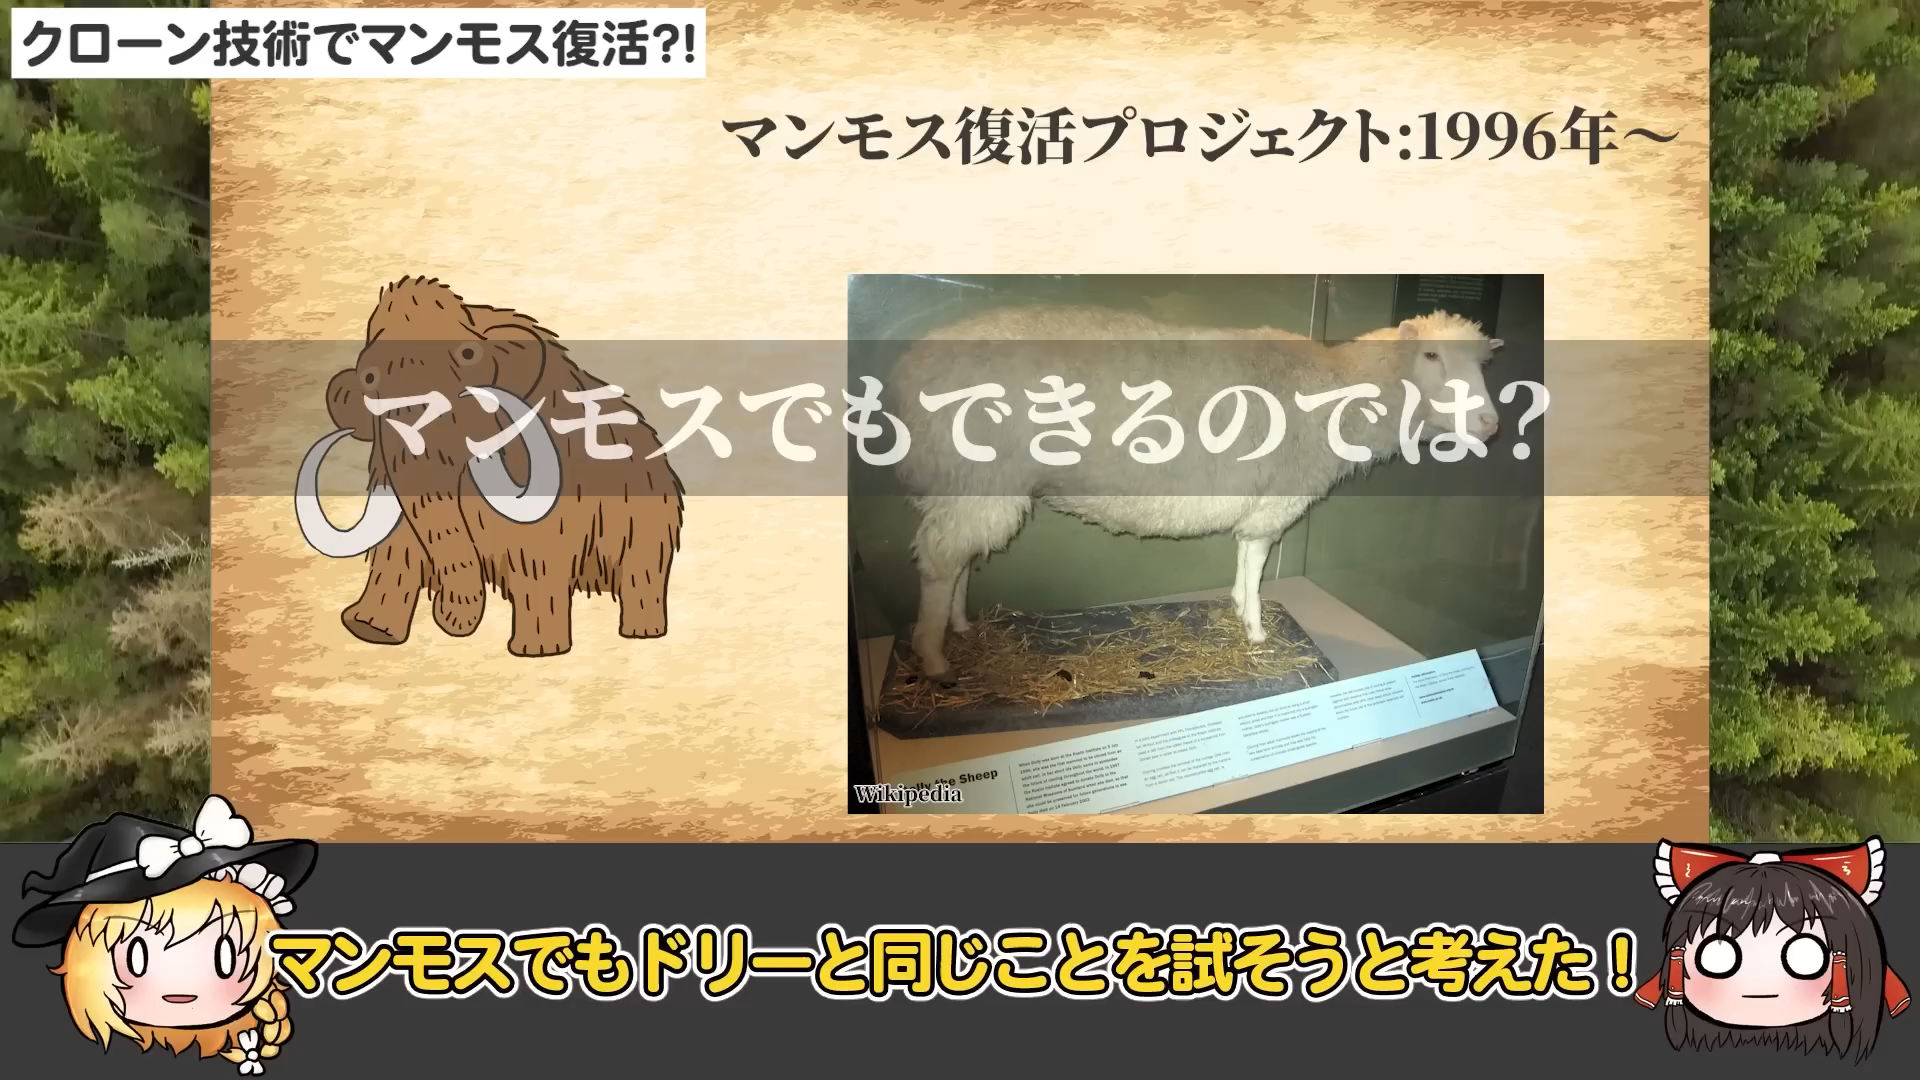 クローン技術でマンモス復活?!
マンモス復活プロジェクト:1996年～
マンモスでもできるのでは?
the Sheep
Wikipedia
マンモスでもドリーと同じことを試そうと考えた！